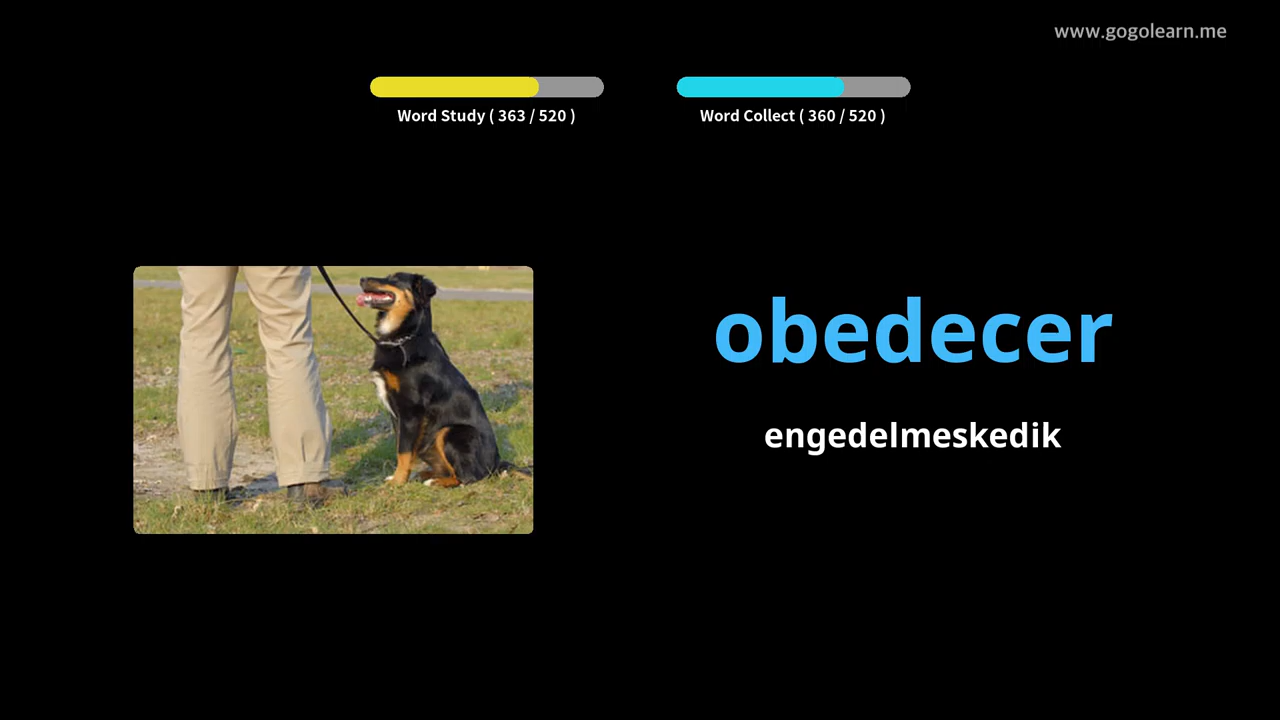 www.gogolearn.me
Word Study ( 363 / 520 )
Word Collect ( 360 / 520 )
obedecer
engedelmeskedik